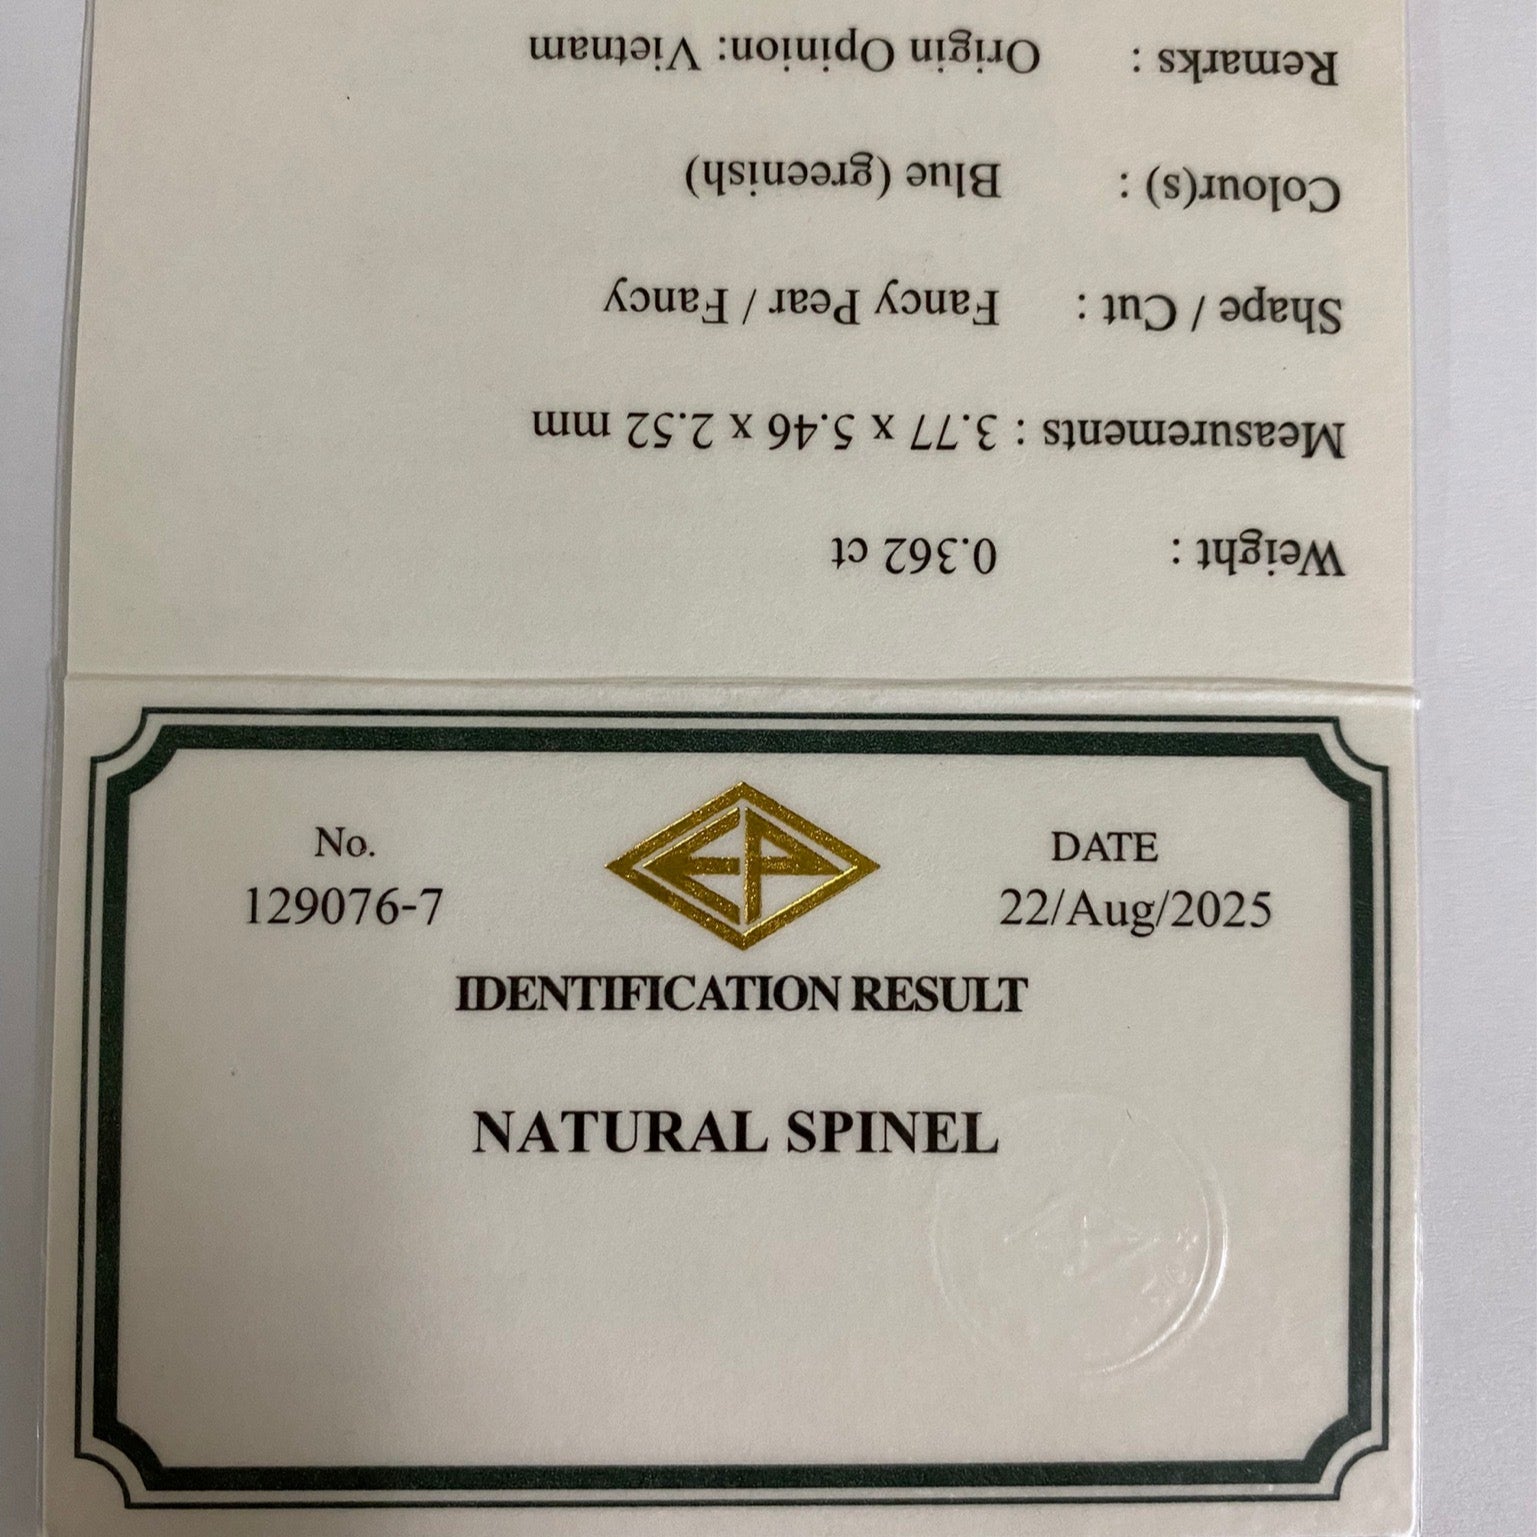 No.
129076-7
EP
DATE
22/Aug/2025
IDENTIFICATION RESULT
NATURAL SPINEL
Weight : 0.362 ct
Measurements : 3.77 x 5.46 x 2.52 mm
Shape / Cut : Fancy Pear / Fancy
Colour(s) : Blue (greenish)
Remarks : Origin Opinion: Vietnam